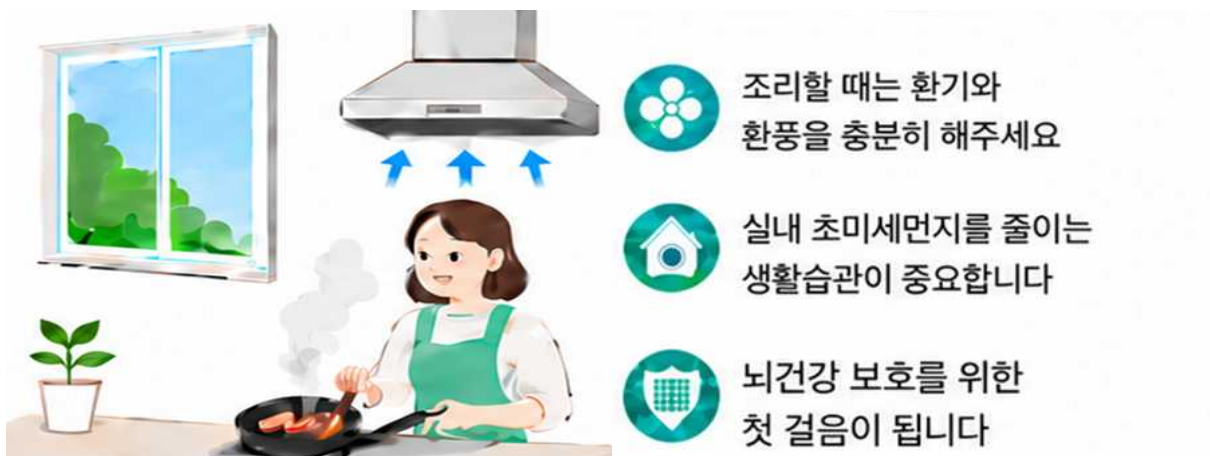 조리할 때는 환기와
환풍을 충분히 해주세요
실내 초미세먼지를 줄이는
생활습관이 중요합니다
뇌건강 보호를 위한
첫 걸음이 됩니다